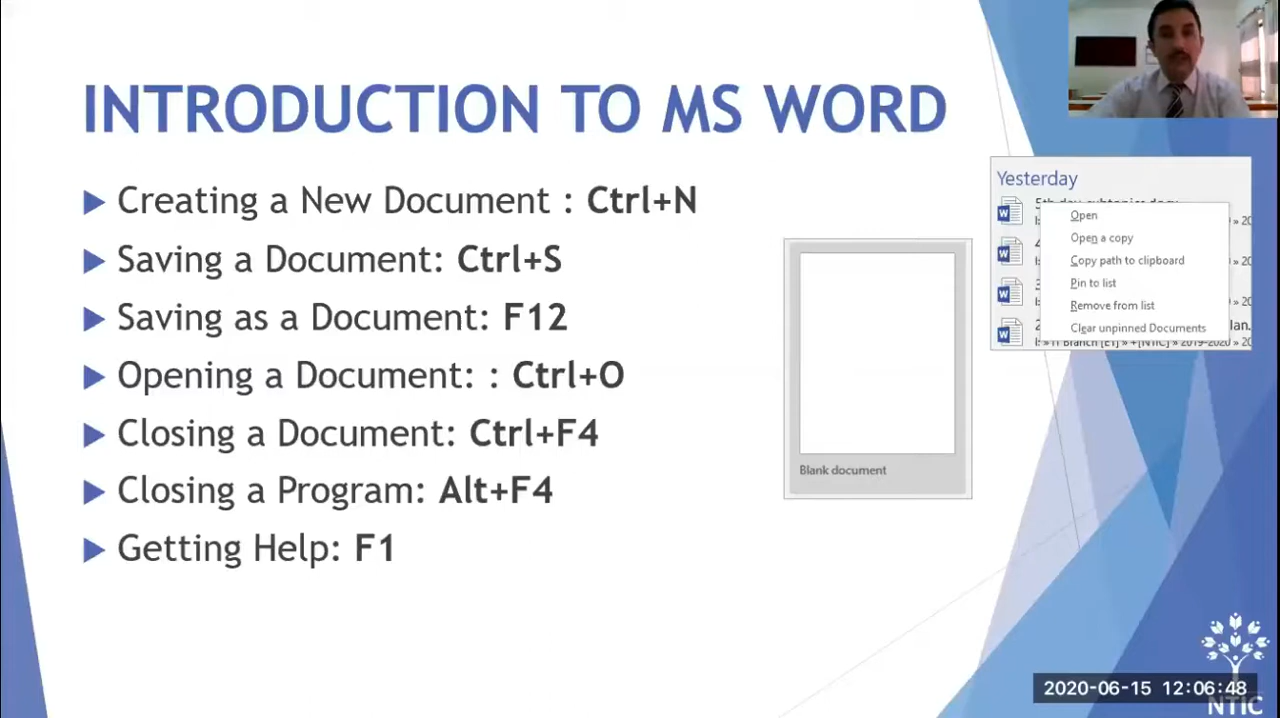 INTRODUCTION TO MS WORD
Creating a New Document : Ctrl+N
Saving a Document: Ctrl+S
Saving as a Document: F12
Opening a Document: : Ctrl+O
Closing a Document: Ctrl+F4
Closing a Program: Alt+F4
Getting Help: F1
Blank document
Yesterday
Open
Open a copy
Copy path to clipboard
Pin to list
Remove from list
Clear unpinned Documents
lan.
2020-06-15 12:06:48
NTIC